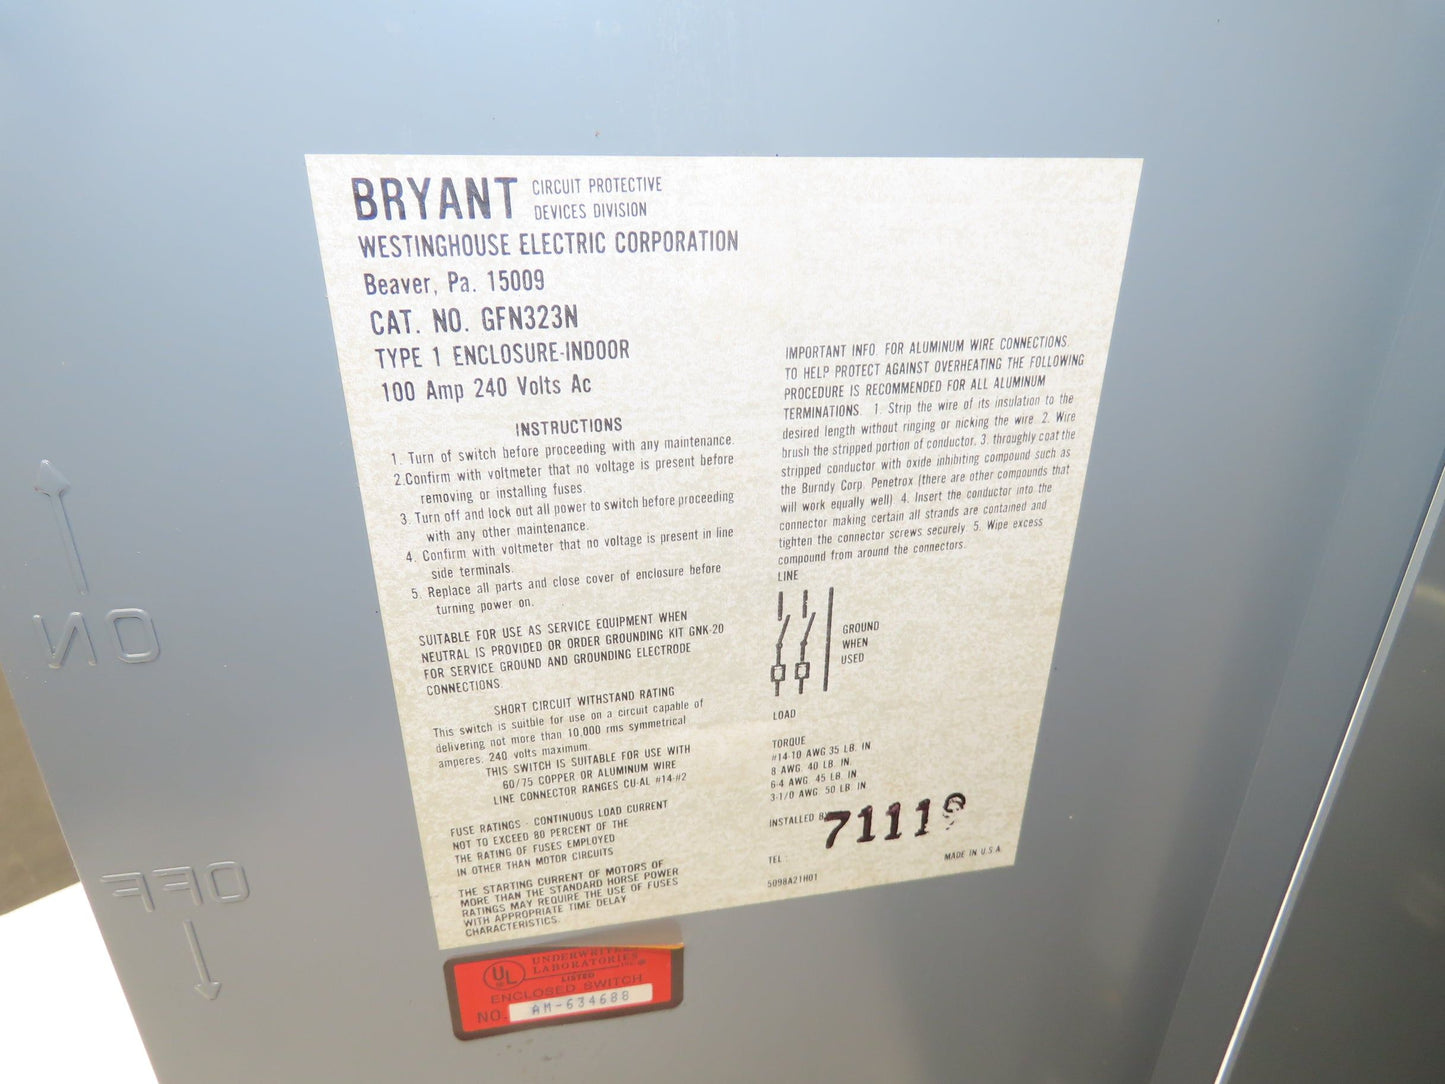 BRYANT CIRCUIT PROTECTIVE
DEVICES DIVISION
WESTINGHOUSE ELECTRIC CORPORATION
Beaver, Pa. 15009
CAT. NO. GFN323N
TYPE 1 ENCLOSURE-INDOOR
100 Amp 240 Volts Ac
INSTRUCTIONS
1. Turn of switch before proceeding with any maintenance.
2.Confirm with voltmeter that no voltage is present before
removing or installing fuses.
3. Turn off and lock out all power to switch before proceeding
with any other maintenance.
4. Confirm with voltmeter that no voltage is present in line
side terminals.
5. Replace all parts and close cover of enclosure before
turning power on.
SUITABLE FOR USE AS SERVICE EQUIPMENT WHEN
NEUTRAL IS PROVIDED OR ORDER GROUNDING KIT GNK-20
FOR SERVICE GROUND AND GROUNDING ELECTRODE
CONNECTIONS.
SHORT CIRCUIT WITHSTAND RATING
This switch is suitble for use on a circuit capable of
delivering not more than 10,000 rms symmetrical
amperes. 240 volts maximum.
THIS SWITCH IS SUITABLE FOR USE WITH
60/75 COPPER OR ALUMINUM WIRE
LINE CONNECTOR RANGES CU-AL #14-#2
FUSE RATINGS - CONTINUOUS LOAD CURRENT
NOT TO EXCEED 80 PERCENT OF THE
THE RATING OF FUSES EMPLOYED
IN OTHER THAN MOTOR CIRCUITS
THE STARTING CURRENT OF MOTORS OF
MORE THAN THE STANDARD HORSE POWER
RATINGS MAY REQUIRE THE USE OF FUSES
WITH APPROPRIATE TIME DELAY
CHARACTERISTICS.
IMPORTANT INFO. FOR ALUMINUM WIRE CONNECTIONS
TO HELP PROTECT AGAINST OVERHEATING THE FOLLOWING
PROCEDURE IS RECOMMENDED FOR ALL ALUMINUM
TERMINATIONS. 1. Strip the wire of its insulation to the
desired length without ringing or nicking the wire. 2. Wire
brush the stripped portion of conductor. 3. throughly coat the
stripped conductor with oxide inhibiting compound such as
the Burndy Corp. Penetrox (there are other compounds that
will work equally well). 4. Insert the conductor into the
connector making certain all strands are contained and
tighten the connector screws securely. 5. Wipe excess
compound from around the connectors.
LINE
GROUND
WHEN
USED
LOAD
TORQUE
#14-10 AWG 35 LB. IN
8 AWG. 40 LB. IN.
6-4 AWG. 45 LB. IN
3-1/0 AWG. 50 LB. IN
INSTALLED
7111
TEL :
MADE IN U.S.A.
5098A21H01
ON
OFF
UL
UNDERWRITERS
LABORATORIES, INC.®
LISTED
ENCLOSED SWITCH
NO. AM-634688